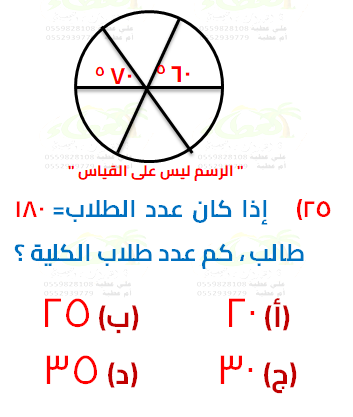 ٧٠ °
٦٠ °
" الرسم ليس على القياس "
٢٥) إذا كان عدد الطلاب= ١٨٠
طالب ، كم عدد طلاب الكلية ؟
(أ) ٢٠
(ب) ٢٥
(ج) ٣٠
(د) ٣٥